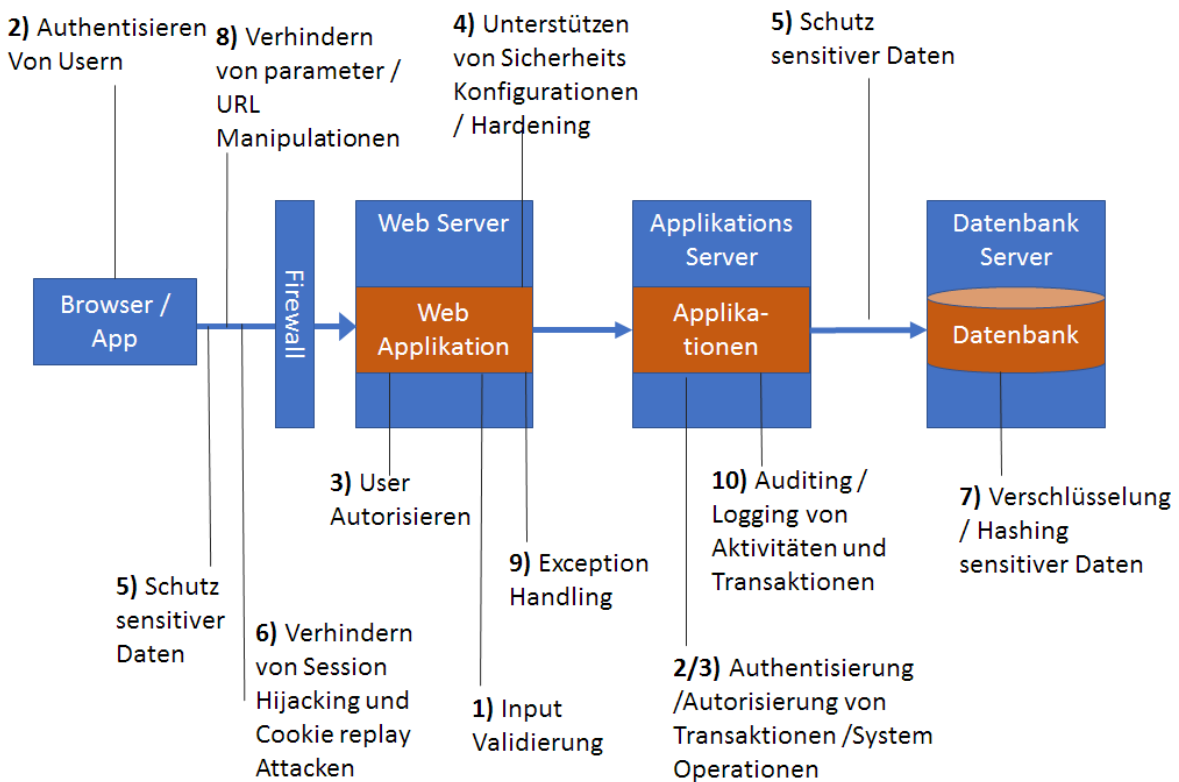 2) Authentisieren
Von Usern
8) Verhindern
von parameter /
URL
Manipulationen
4) Unterstützen
von Sicherheits
Konfigurationen
/ Hardening
5) Schutz
sensitiver Daten
Browser /
App
Firewall
Web Server
Web
Applikation
Applikations
Server
Applika-
tionen
Datenbank
Server
Datenbank
3) User
Autorisieren
5) Schutz
sensitiver
Daten
6) Verhindern
von Session
Hijacking und
Cookie replay
Attacken
1) Input
Validierung
9) Exception
Handling
10) Auditing /
Logging von
Aktivitäten und
Transaktionen
2/3) Authentisierung
/Autorisierung von
Transaktionen /System
Operationen
7) Verschlüsselung
/ Hashing
sensitiver Daten